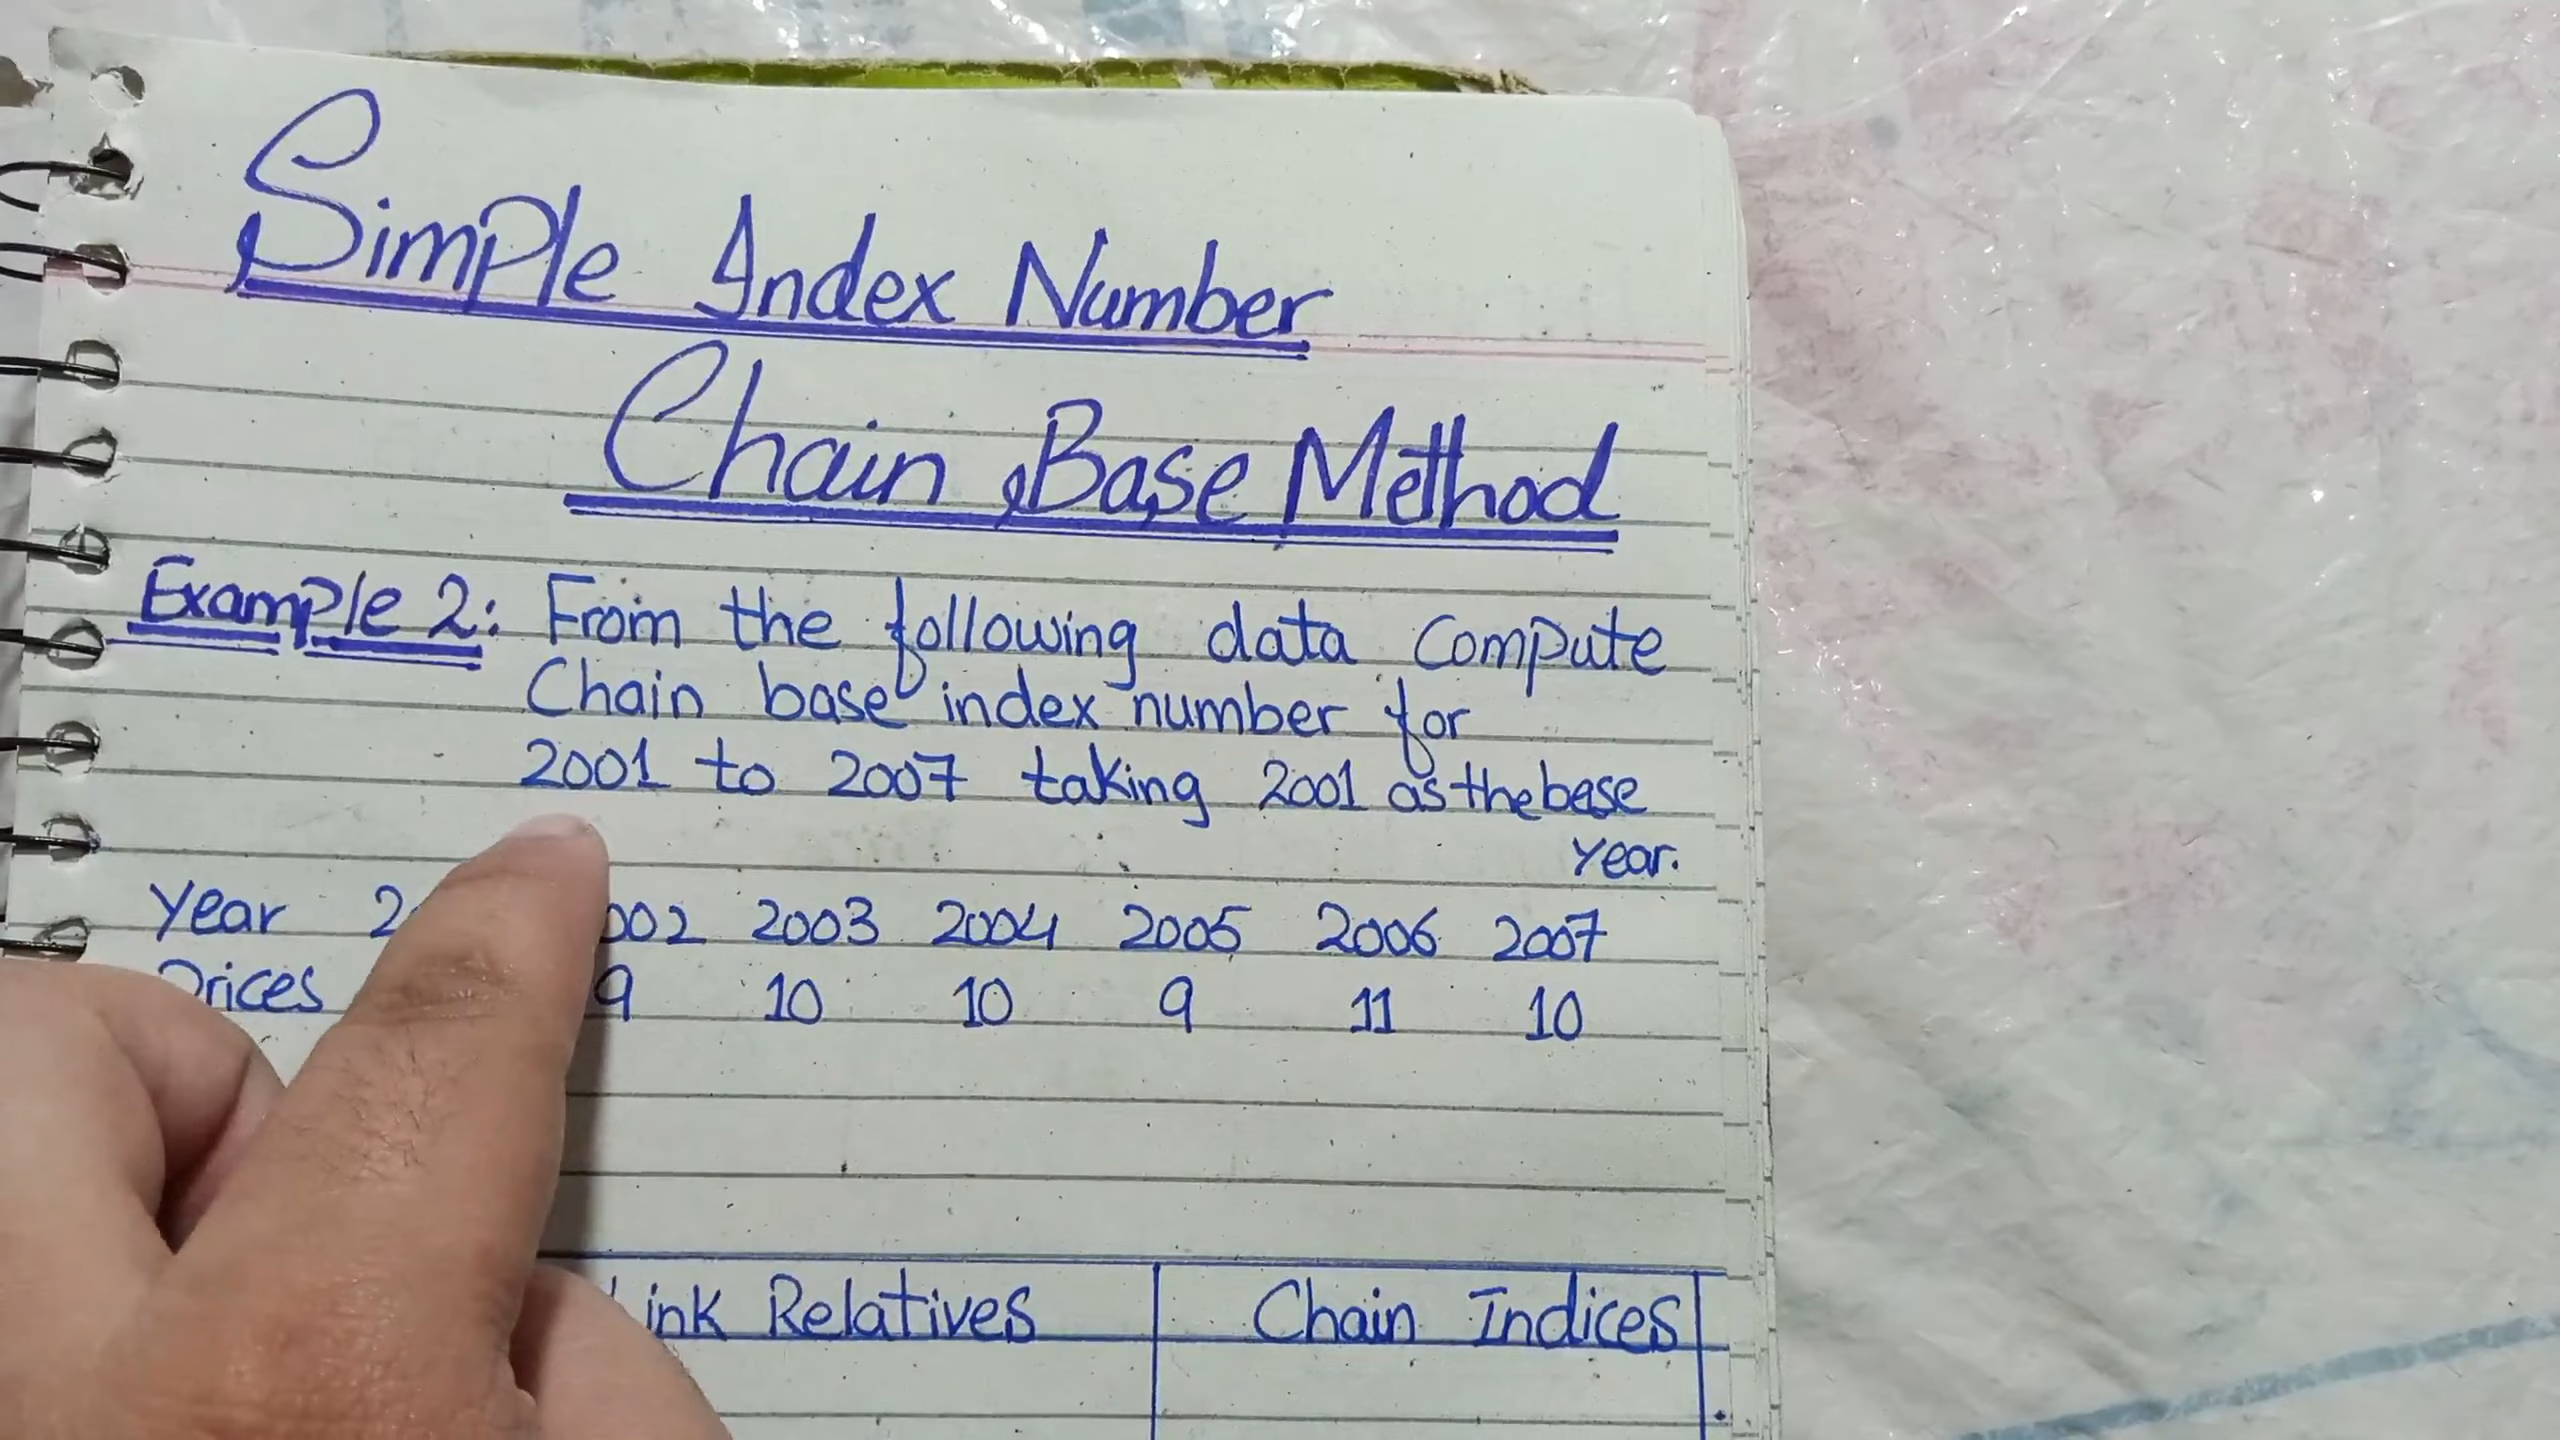 Simple Index Number
Chain Base Method
Example 2: From the following data compute
Chain base index number for
2001 to 2007 taking 2001 as the base
Year.
Year 2003 2004 2005 2006 2007
9 10 10 9 11 10
Relatives Chain Indices